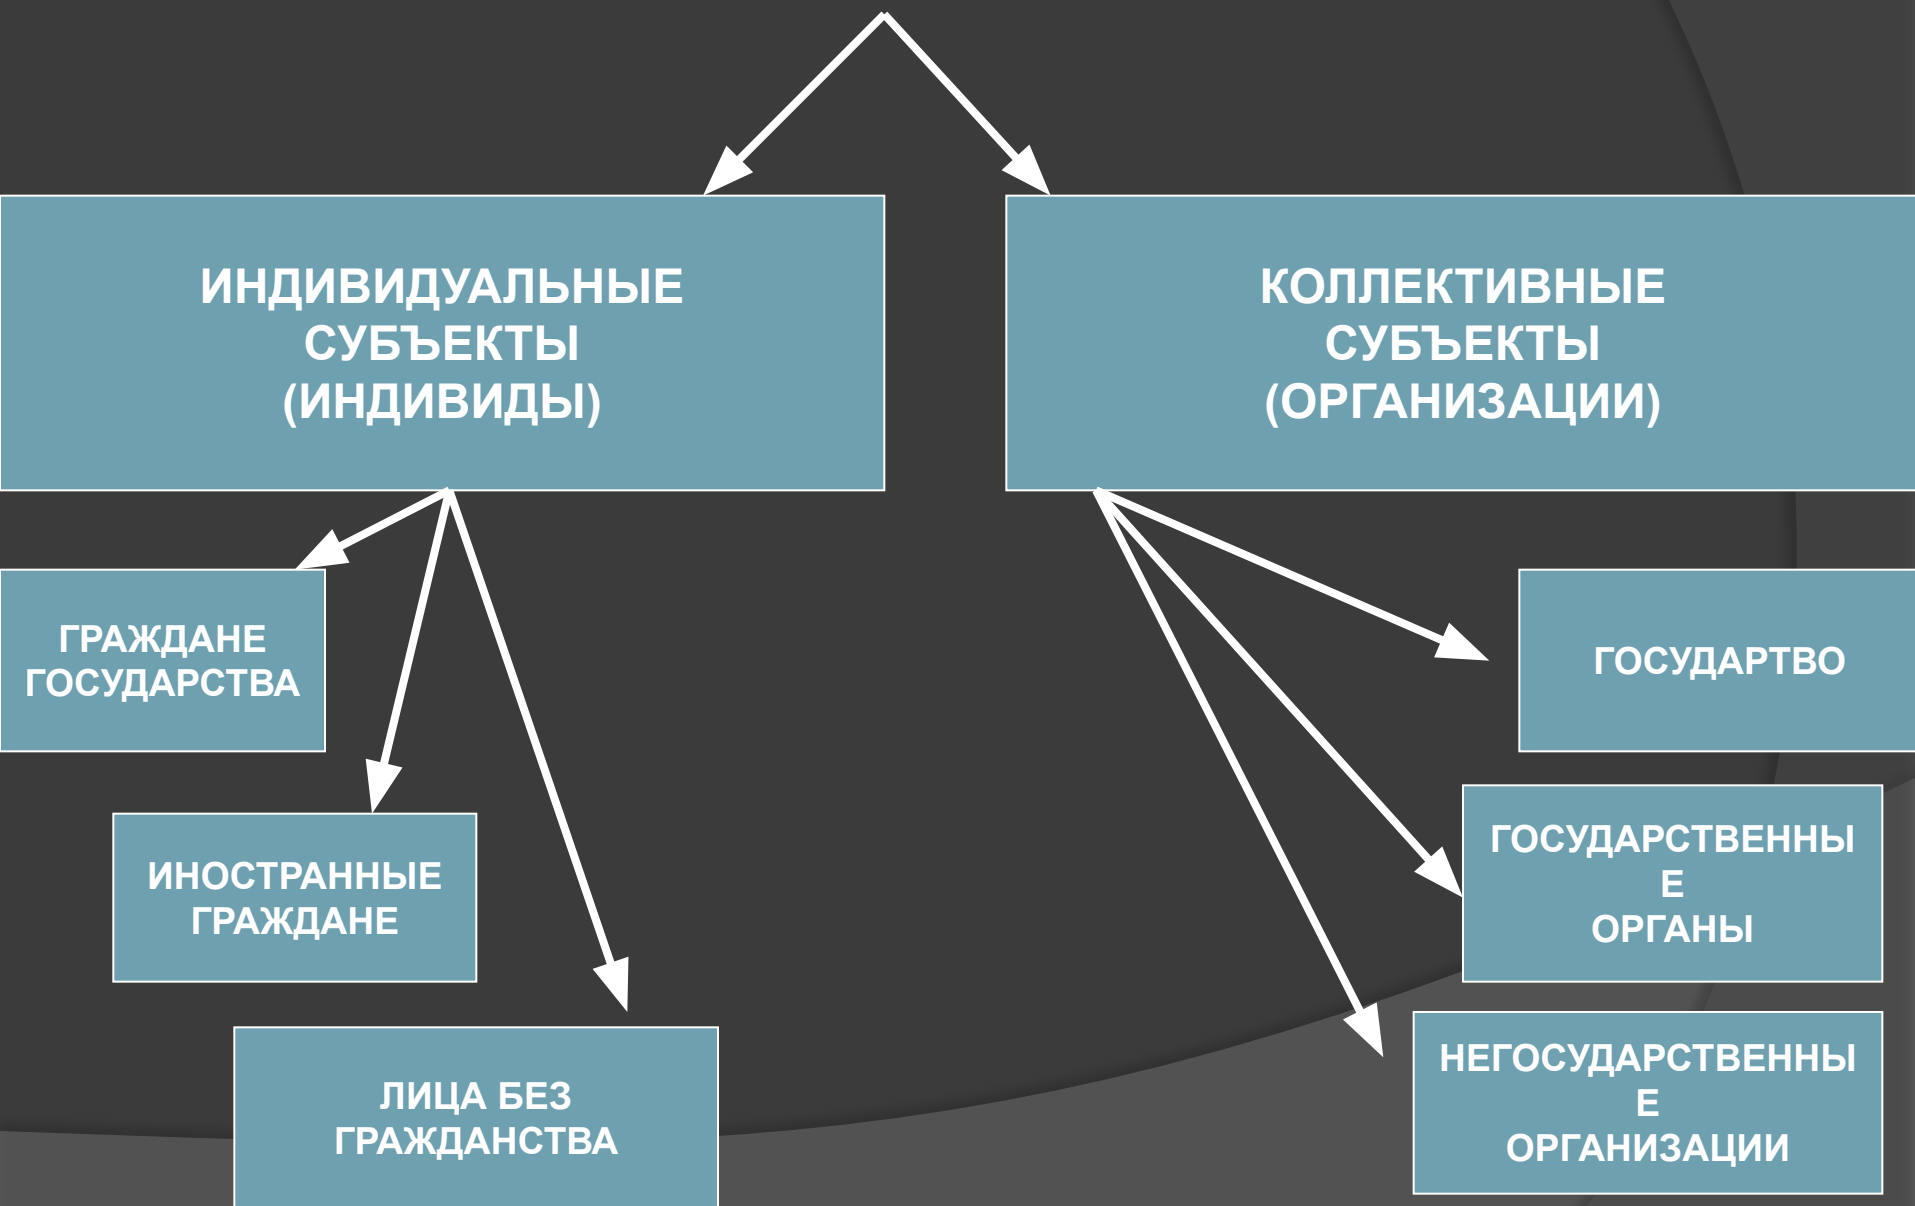 ИНДИВИДУАЛЬНЫЕ
СУБЪЕКТЫ
(ИНДИВИДЫ)
КОЛЛЕКТИВНЫЕ
СУБЪЕКТЫ
(ОРГАНИЗАЦИИ)
ГРАЖДАНЕ
ГОСУДАРСТВА
ИНОСТРАННЫЕ
ГРАЖДАНЕ
ЛИЦА БЕЗ
ГРАЖДАНСТВА
ГОСУДАРТВО
ГОСУДАРСТВЕННЫ
Е
ОРГАНЫ
НЕГОСУДАРСТВЕННЫ
Е
ОРГАНИЗАЦИИ